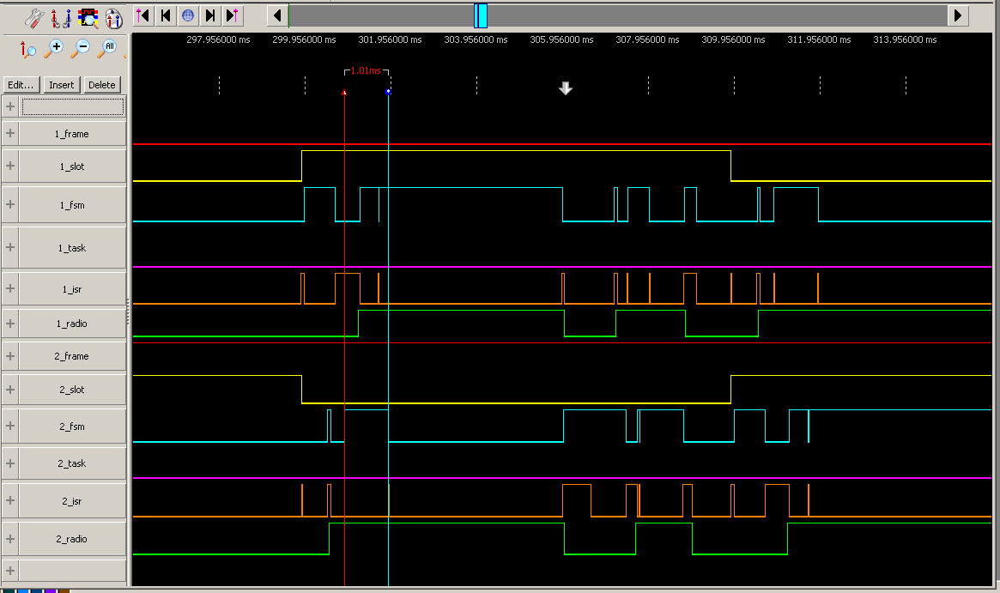 All
297.956000 ms 299.956000 ms 301.956000 ms 303.956000 ms 305.956000 ms 307.956000 ms 309.956000 ms 311.956000 ms 313.956000 ms
1.01ms
Edit... Insert Delete
1_frame
1_slot
1_fsm
1_task
1_isr
1_radio
2_frame
2_slot
2_fsm
2_task
2_isr
2_radio